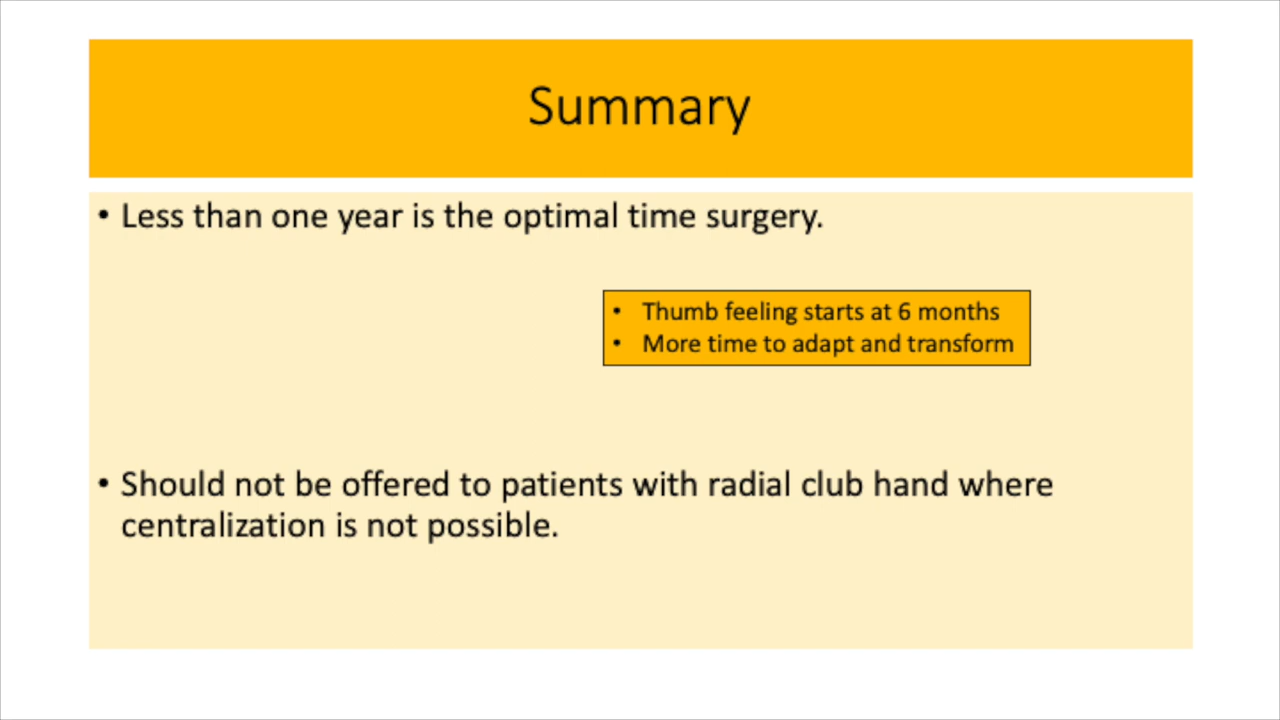 Summary
• Less than one year is the optimal time surgery.
• Thumb feeling starts at 6 months
• More time to adapt and transform
• Should not be offered to patients with radial club hand where
centralization is not possible.